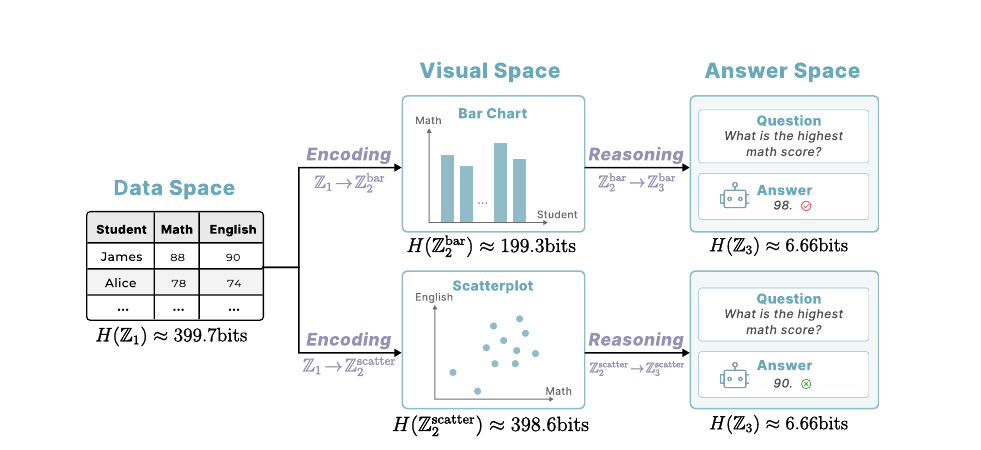 Visual Space
Answer Space
Data Space
Student Math English
James 88 90
Alice 78 74
... ... ...
H(ℤ₁) ≈ 399.7bits
Encoding
ℤ₁→ℤ₂ᵇᵃʳ
Bar Chart
Math
...
Student
H(ℤ₂ᵇᵃʳ) ≈ 199.3bits
Reasoning
ℤ₂ᵇᵃʳ→ℤ₃ᵇᵃʳ
Question
What is the highest
math score?
Answer
98.
H(ℤ₃) ≈ 6.66bits
Encoding
ℤ₁→ℤ₂ˢᶜᵃᵗᵗᵉʳ
Scatterplot
English
Math
H(ℤ₂ˢᶜᵃᵗᵗᵉʳ) ≈ 398.6bits
Reasoning
ℤ₂ˢᶜᵃᵗᵗᵉʳ→ℤ₃ˢᶜᵃᵗᵗᵉʳ
Question
What is the highest
math score?
Answer
90.
H(ℤ₃) ≈ 6.66bits